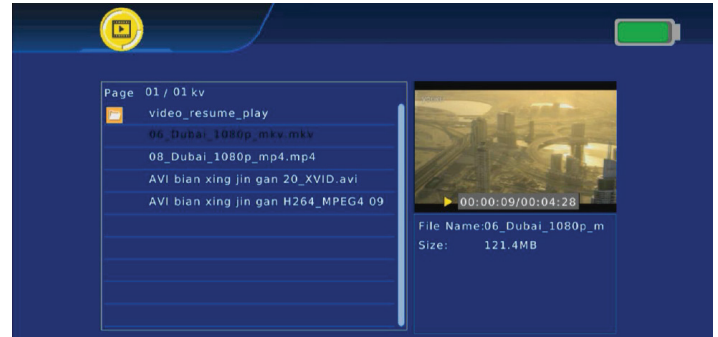 Page 01 / 01 kv
video_resume_play
06_Dubai_1080p_mkv.mkv
08_Dubai_1080p_mp4.mp4
AVI bian xing jin gan 20_XVID.avi
AVI bian xing jin gan H264_MPEG4 09
00:00:09/00:04:28
File Name:06_Dubai_1080p_m
Size: 121.4MB